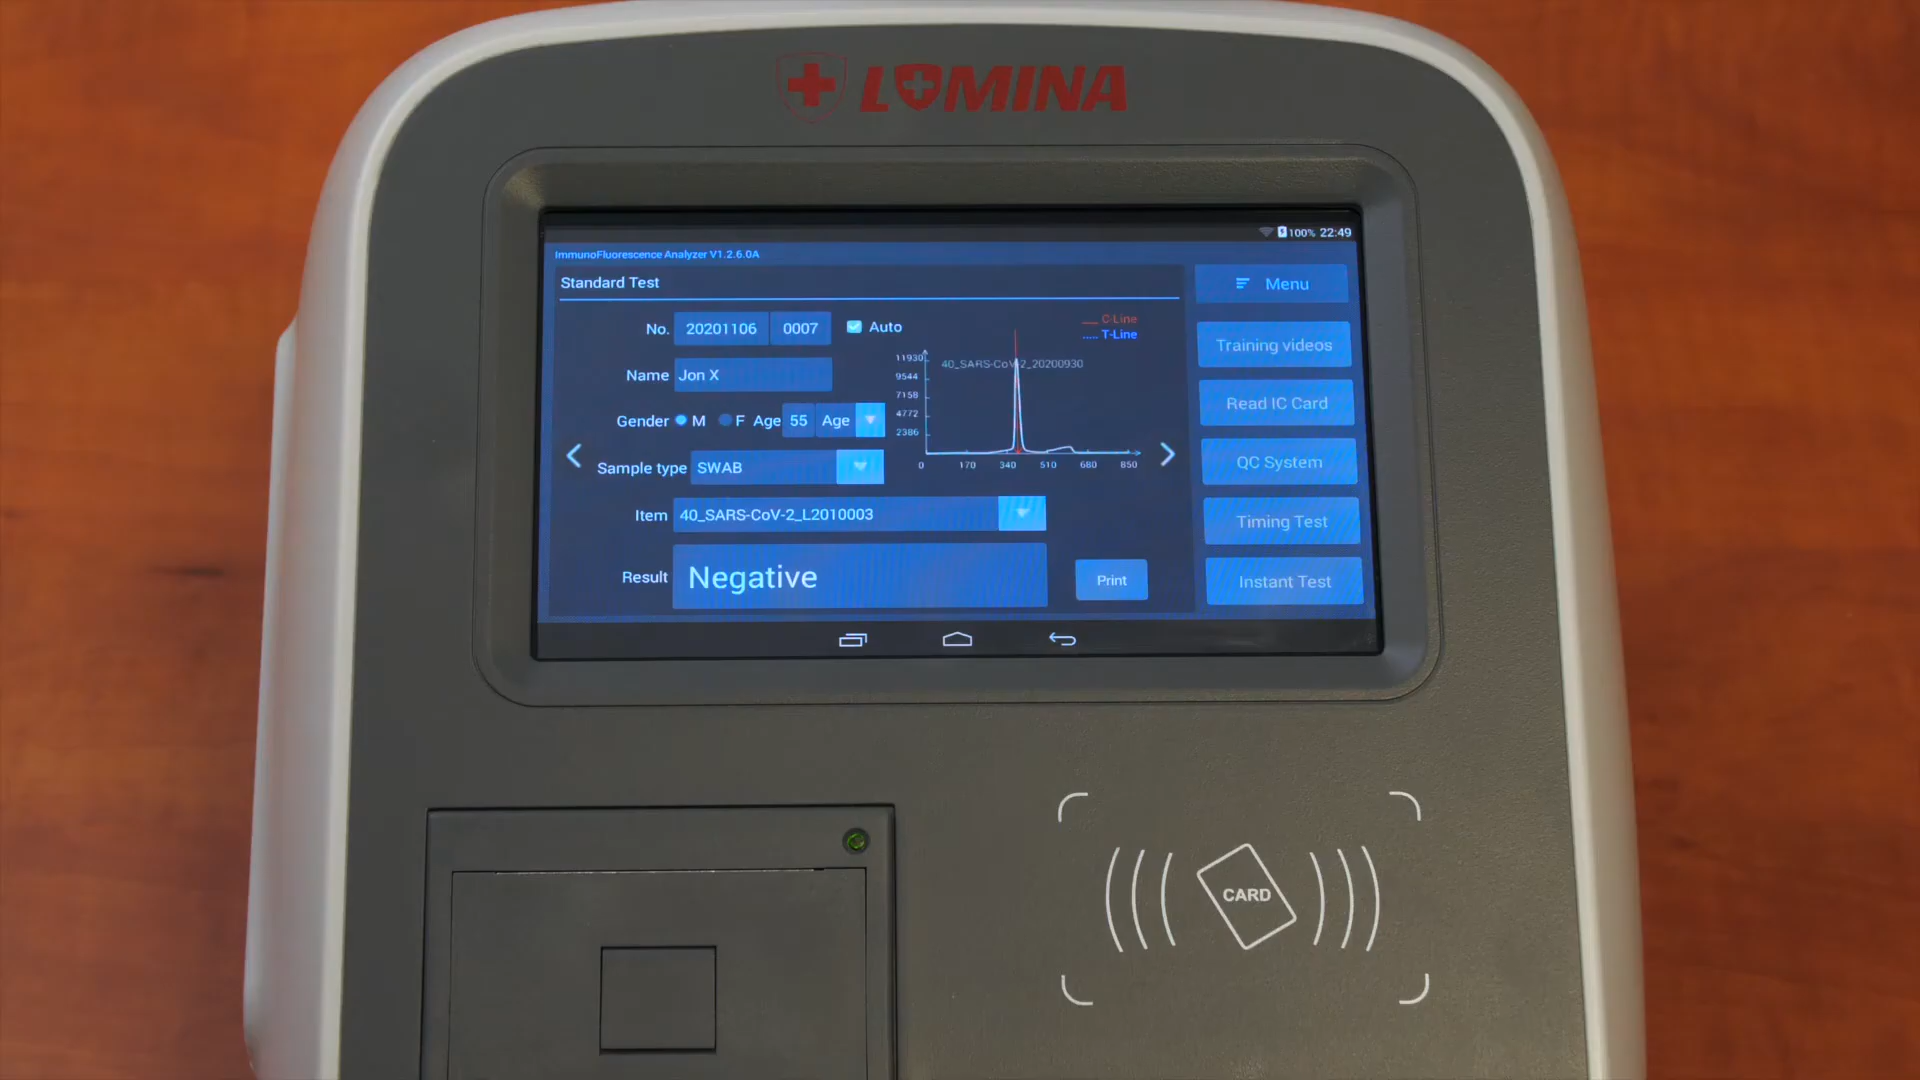 LOMINA
100% 22:49
ImmunoFluorescence Analyzer V1.2.6.0A
Standard Test
No. 20201106 0007 Auto
Name Jon X
Gender M F Age 55 Age
Sample type SWAB
Item 40_SARS-CoV-2_L2010003
Result Negative
Print
C-Line
T-Line
40_SARS-CoV-2_20200930
11930
9544
7158
4772
2386
0 170 340 510 680 850
Menu
Training videos
Read IC Card
QC System
Timing Test
Instant Test
CARD